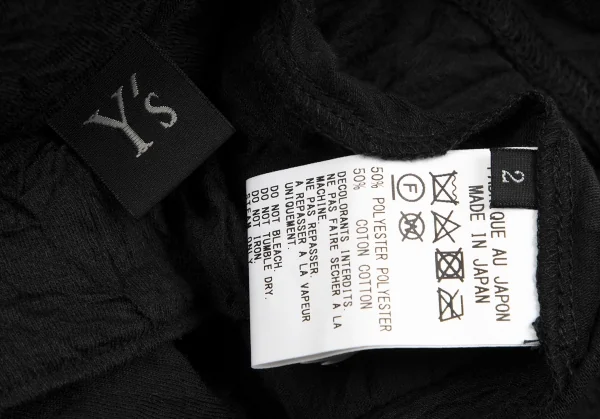 Y's
2
QUE AU JAPON
MADE IN JAPAN
50% POLYESTER POLYESTER
50% COTON COTTON
DECOLORANTS INTERDITS.
NE PAS FAIRE SECHER A LA
MACHINE.
NE PAS REPASSER.
A REPASSER A LA VAPEUR
UNIQUEMENT.
DO NOT BLEACH.
DO NOT TUMBLE DRY.
DO NOT IRON.
STEAM ONLY